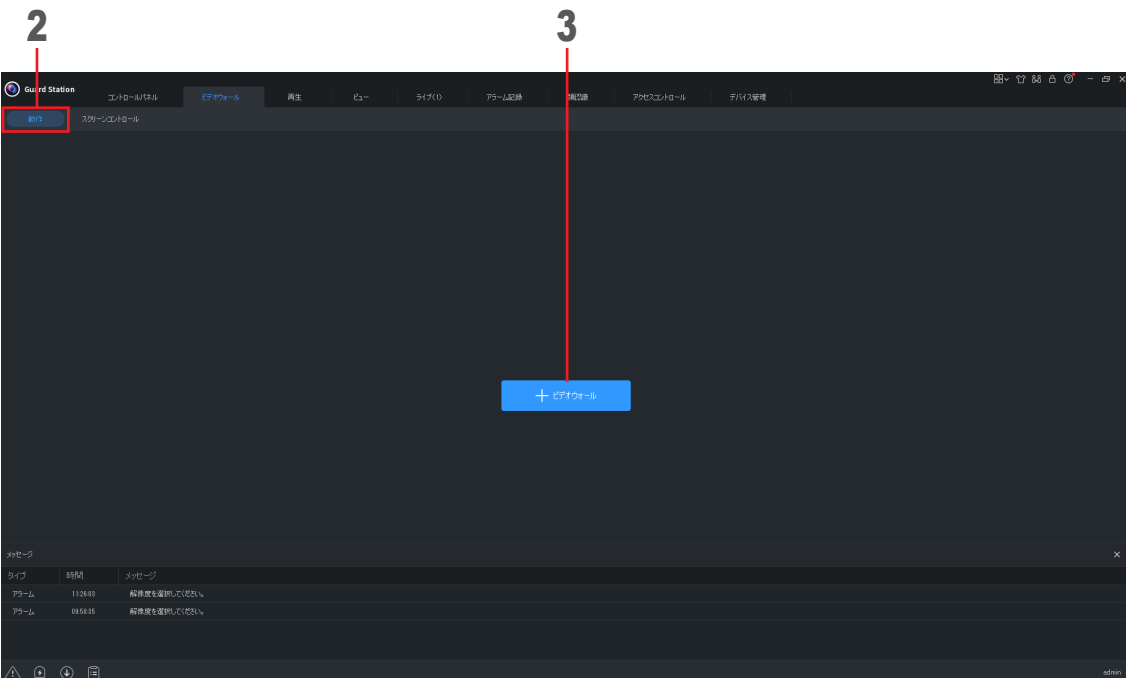 2
3
Guard Station
コントロールパネル ビデオウォール 再生 ビュー ライブ(1) アラーム記録 アクセスコントロール デバイス管理
動作 スクリーンコントロール
ビデオウォール
メッセージ
タイプ 時間 メッセージ
アラーム 11:26:03 解像度を選択してください。
アラーム 09:58:35 解像度を選択してください。
admin